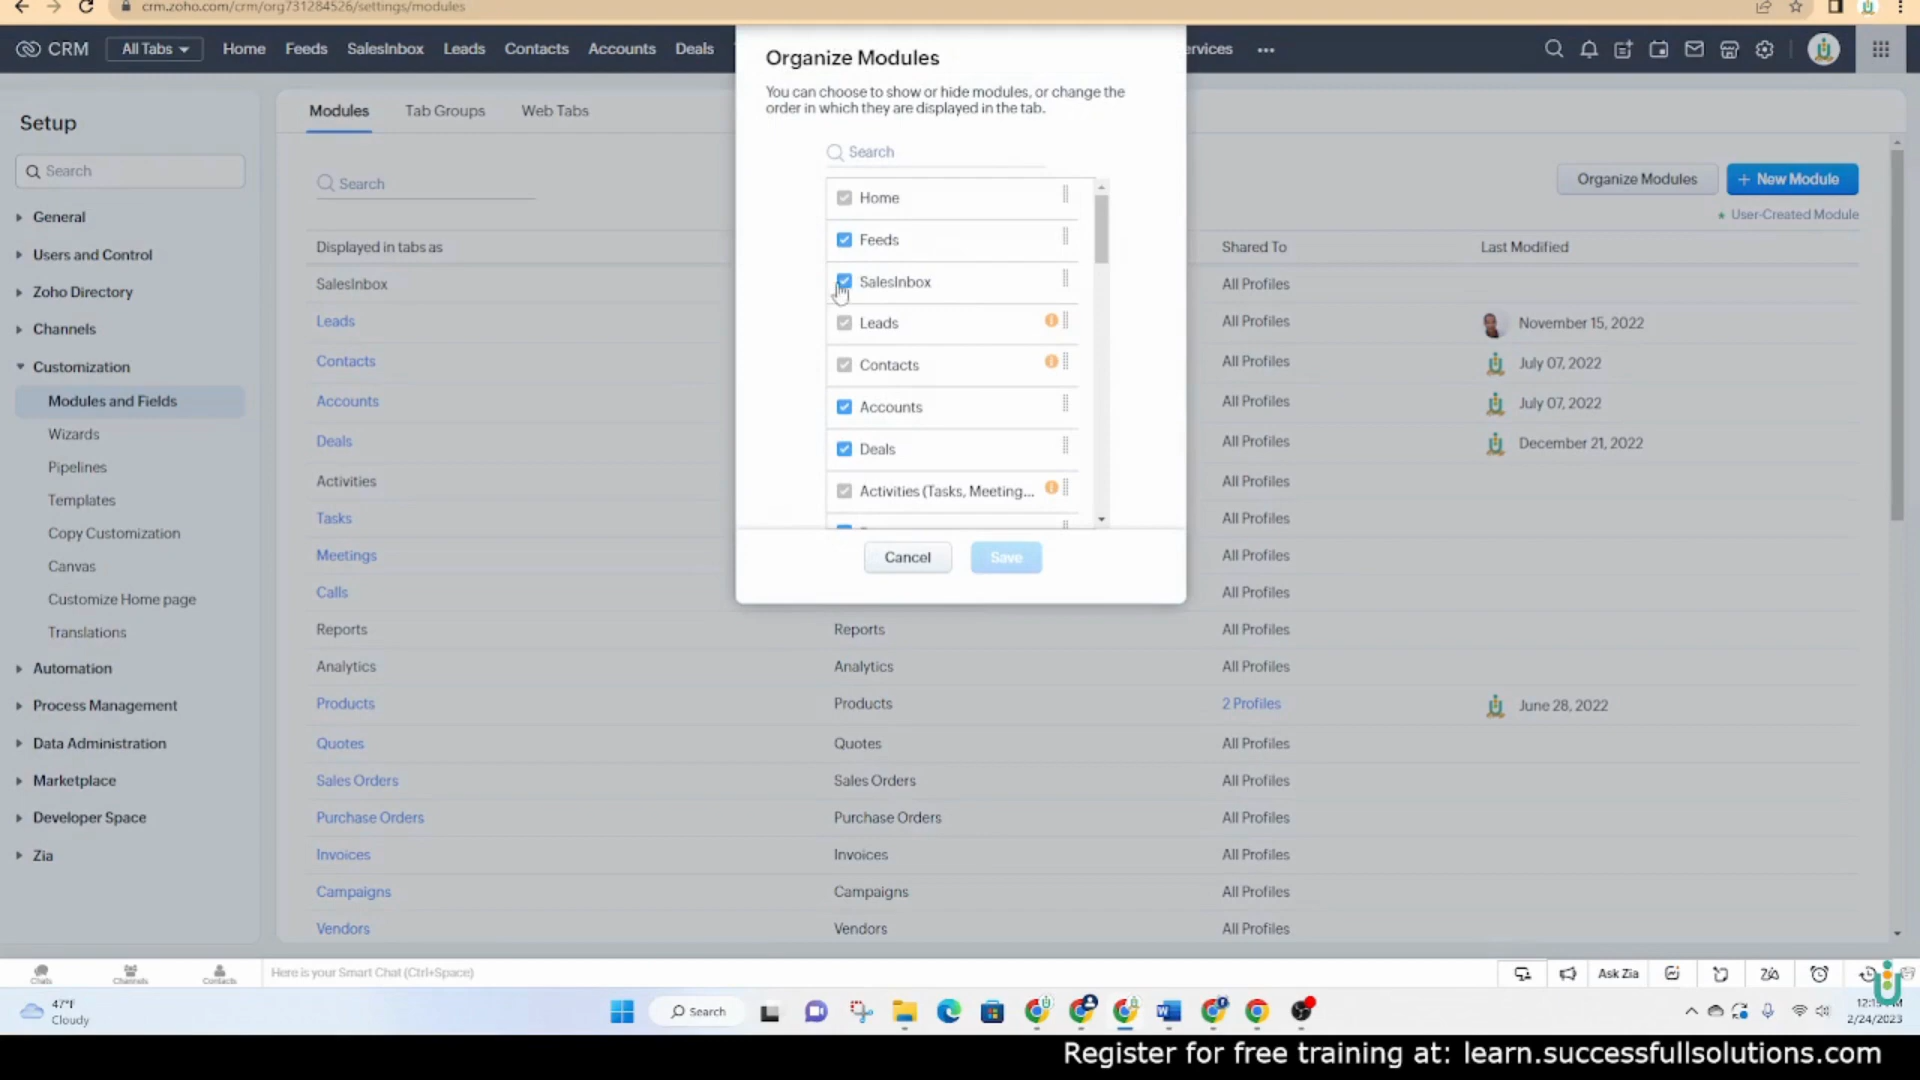 crm.zoho.com/crm/org731284526/settings/modules
CRM
All Tabs
Home
Feeds
SalesInbox
Leads
Contacts
Accounts
Deals
ervices
Setup
Search
General
Users and Control
Zoho Directory
Channels
Customization
Modules and Fields
Wizards
Pipelines
Templates
Copy Customization
Canvas
Customize Home page
Translations
Automation
Process Management
Data Administration
Marketplace
Developer Space
Zia
Modules
Tab Groups
Web Tabs
Search
Organize Modules
+ New Module
User-Created Module
Displayed in tabs as
Shared To
Last Modified
SalesInbox
All Profiles
Leads
All Profiles
November 15, 2022
Contacts
All Profiles
July 07, 2022
Accounts
All Profiles
July 07, 2022
Deals
All Profiles
December 21, 2022
Activities
All Profiles
Tasks
All Profiles
Meetings
All Profiles
Calls
All Profiles
Reports
Reports
All Profiles
Analytics
Analytics
All Profiles
Products
Products
2 Profiles
June 28, 2022
Quotes
Quotes
All Profiles
Sales Orders
Sales Orders
All Profiles
Purchase Orders
Purchase Orders
All Profiles
Invoices
Invoices
All Profiles
Campaigns
Campaigns
All Profiles
Vendors
Vendors
All Profiles
Organize Modules
You can choose to show or hide modules, or change the
order in which they are displayed in the tab.
Search
Home
Feeds
SalesInbox
Leads
Contacts
Accounts
Deals
Activities (Tasks, Meeting...
Cancel
Save
Chats
Channels
Contacts
Here is your Smart Chat (Ctrl+Space)
Ask Zia
47°F
Cloudy
Search
2/24/2023
Register for free training at: learn.successfullsolutions.com